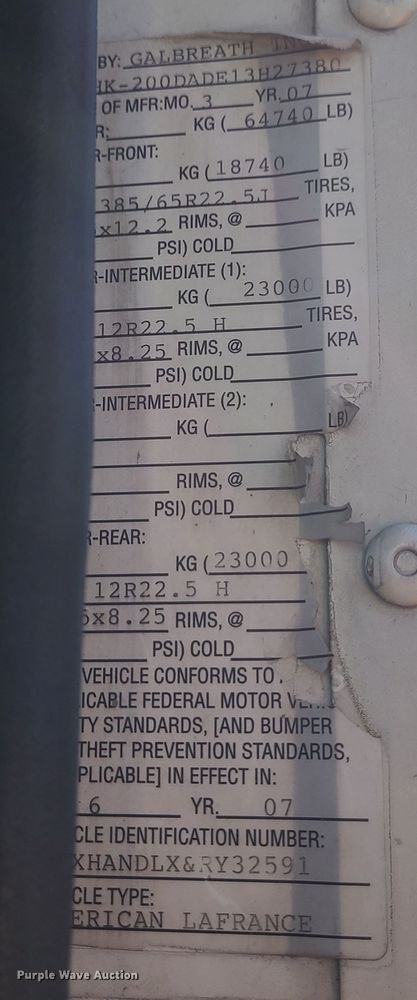 BY: GALBREATH INC
HK-200DADE13H27380
OF MFR:MO. 3 YR. 07
R: KG ( 64740 LB)
R-FRONT:
KG ( 18740 LB)
385/65R22.5J TIRES,
x12.2 RIMS, @ KPA
PSI) COLD
R-INTERMEDIATE (1):
KG ( 23000 LB)
12R22.5 H TIRES,
x8.25 RIMS, @ KPA
PSI) COLD
R-INTERMEDIATE (2):
KG ( LB)
RIMS, @
PSI) COLD
R-REAR:
KG ( 23000
12R22.5 H
x8.25 RIMS, @
PSI) COLD
VEHICLE CONFORMS TO
ICABLE FEDERAL MOTOR
TY STANDARDS, [AND BUMPER
THEFT PREVENTION STANDARDS,
PLICABLE] IN EFFECT IN:
6 YR. 07
CLE IDENTIFICATION NUMBER:
XHANDLX&RY32591
CLE TYPE:
ERICAN LAFRANCE
Purple Wave Auction